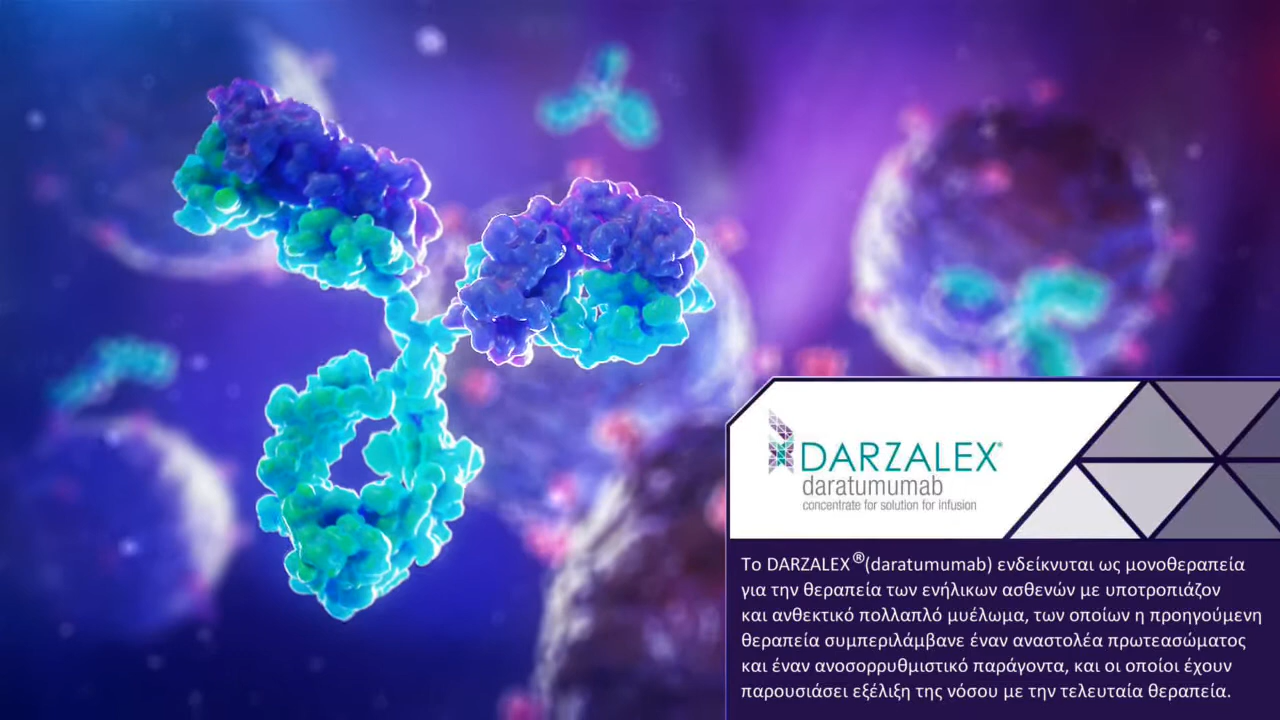 DARZALEX®
daratumumab
concentrate for solution for infusion
Το DARZALEX®(daratumumab) ενδείκνυται ως μονοθεραπεία
για την θεραπεία των ενήλικων ασθενών με υποτροπιάζον
και ανθεκτικό πολλαπλό μυέλωμα, των οποίων η προηγούμενη
θεραπεία συμπεριλάμβανε έναν αναστολέα πρωτεασώματος
και έναν ανοσορρυθμιστικό παράγοντα, και οι οποίοι έχουν
παρουσιάσει εξέλιξη της νόσου με την τελευταία θεραπεία.